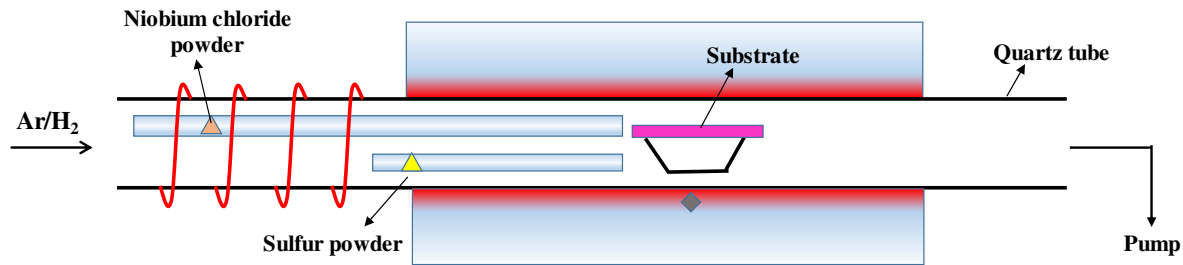 Niobium chloride
powder
Substrate
Quartz tube
Ar/H₂
Sulfur powder
Pump